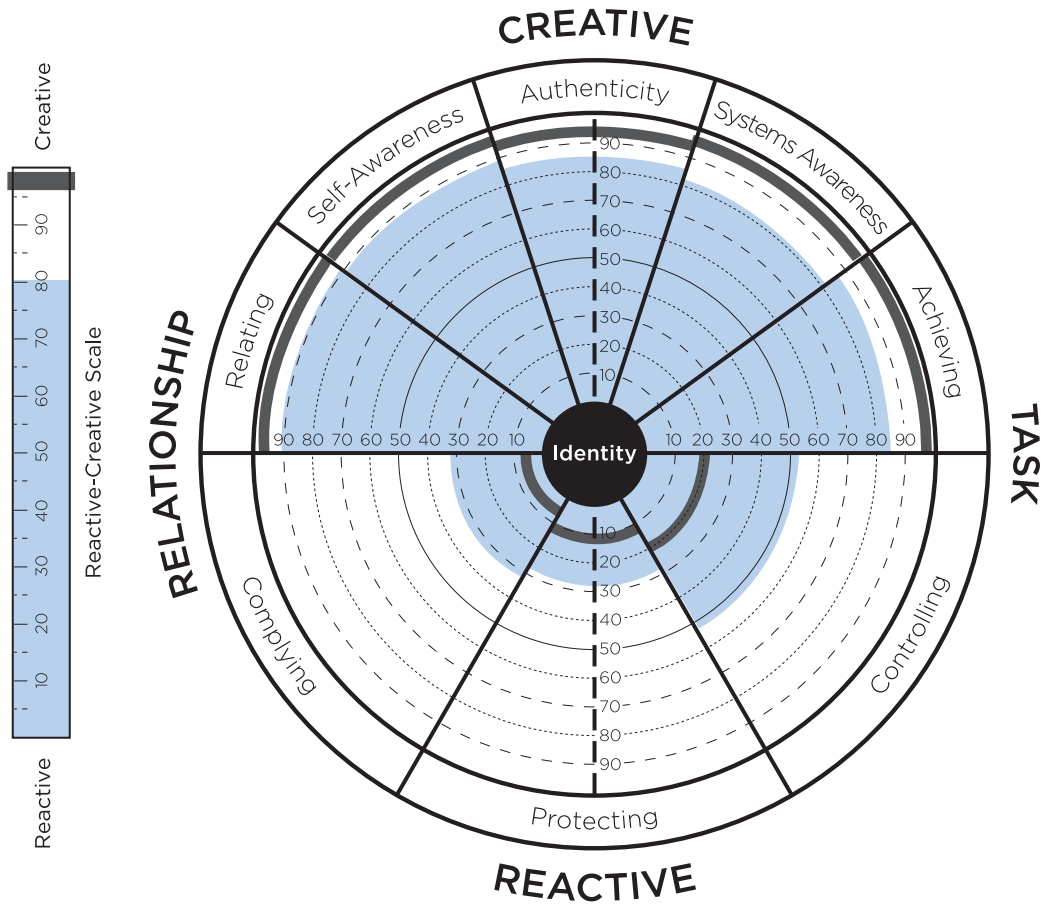 CREATIVE
Creative
90
80
70
60
50
40
30
20
10
Reactive
Reactive-Creative Scale
Relating
Self-Awareness
Authenticity
Systems Awareness
Achieving
90
80
70
60
50
40
30
20
10
RELATIONSHIP
TASK
90 80 70 60 50 40 30 20 10
10 20 30 40 50 60 70 80 90
Identity
10
20
30
40
50
60
70
80
90
Complying
Protecting
Controlling
REACTIVE